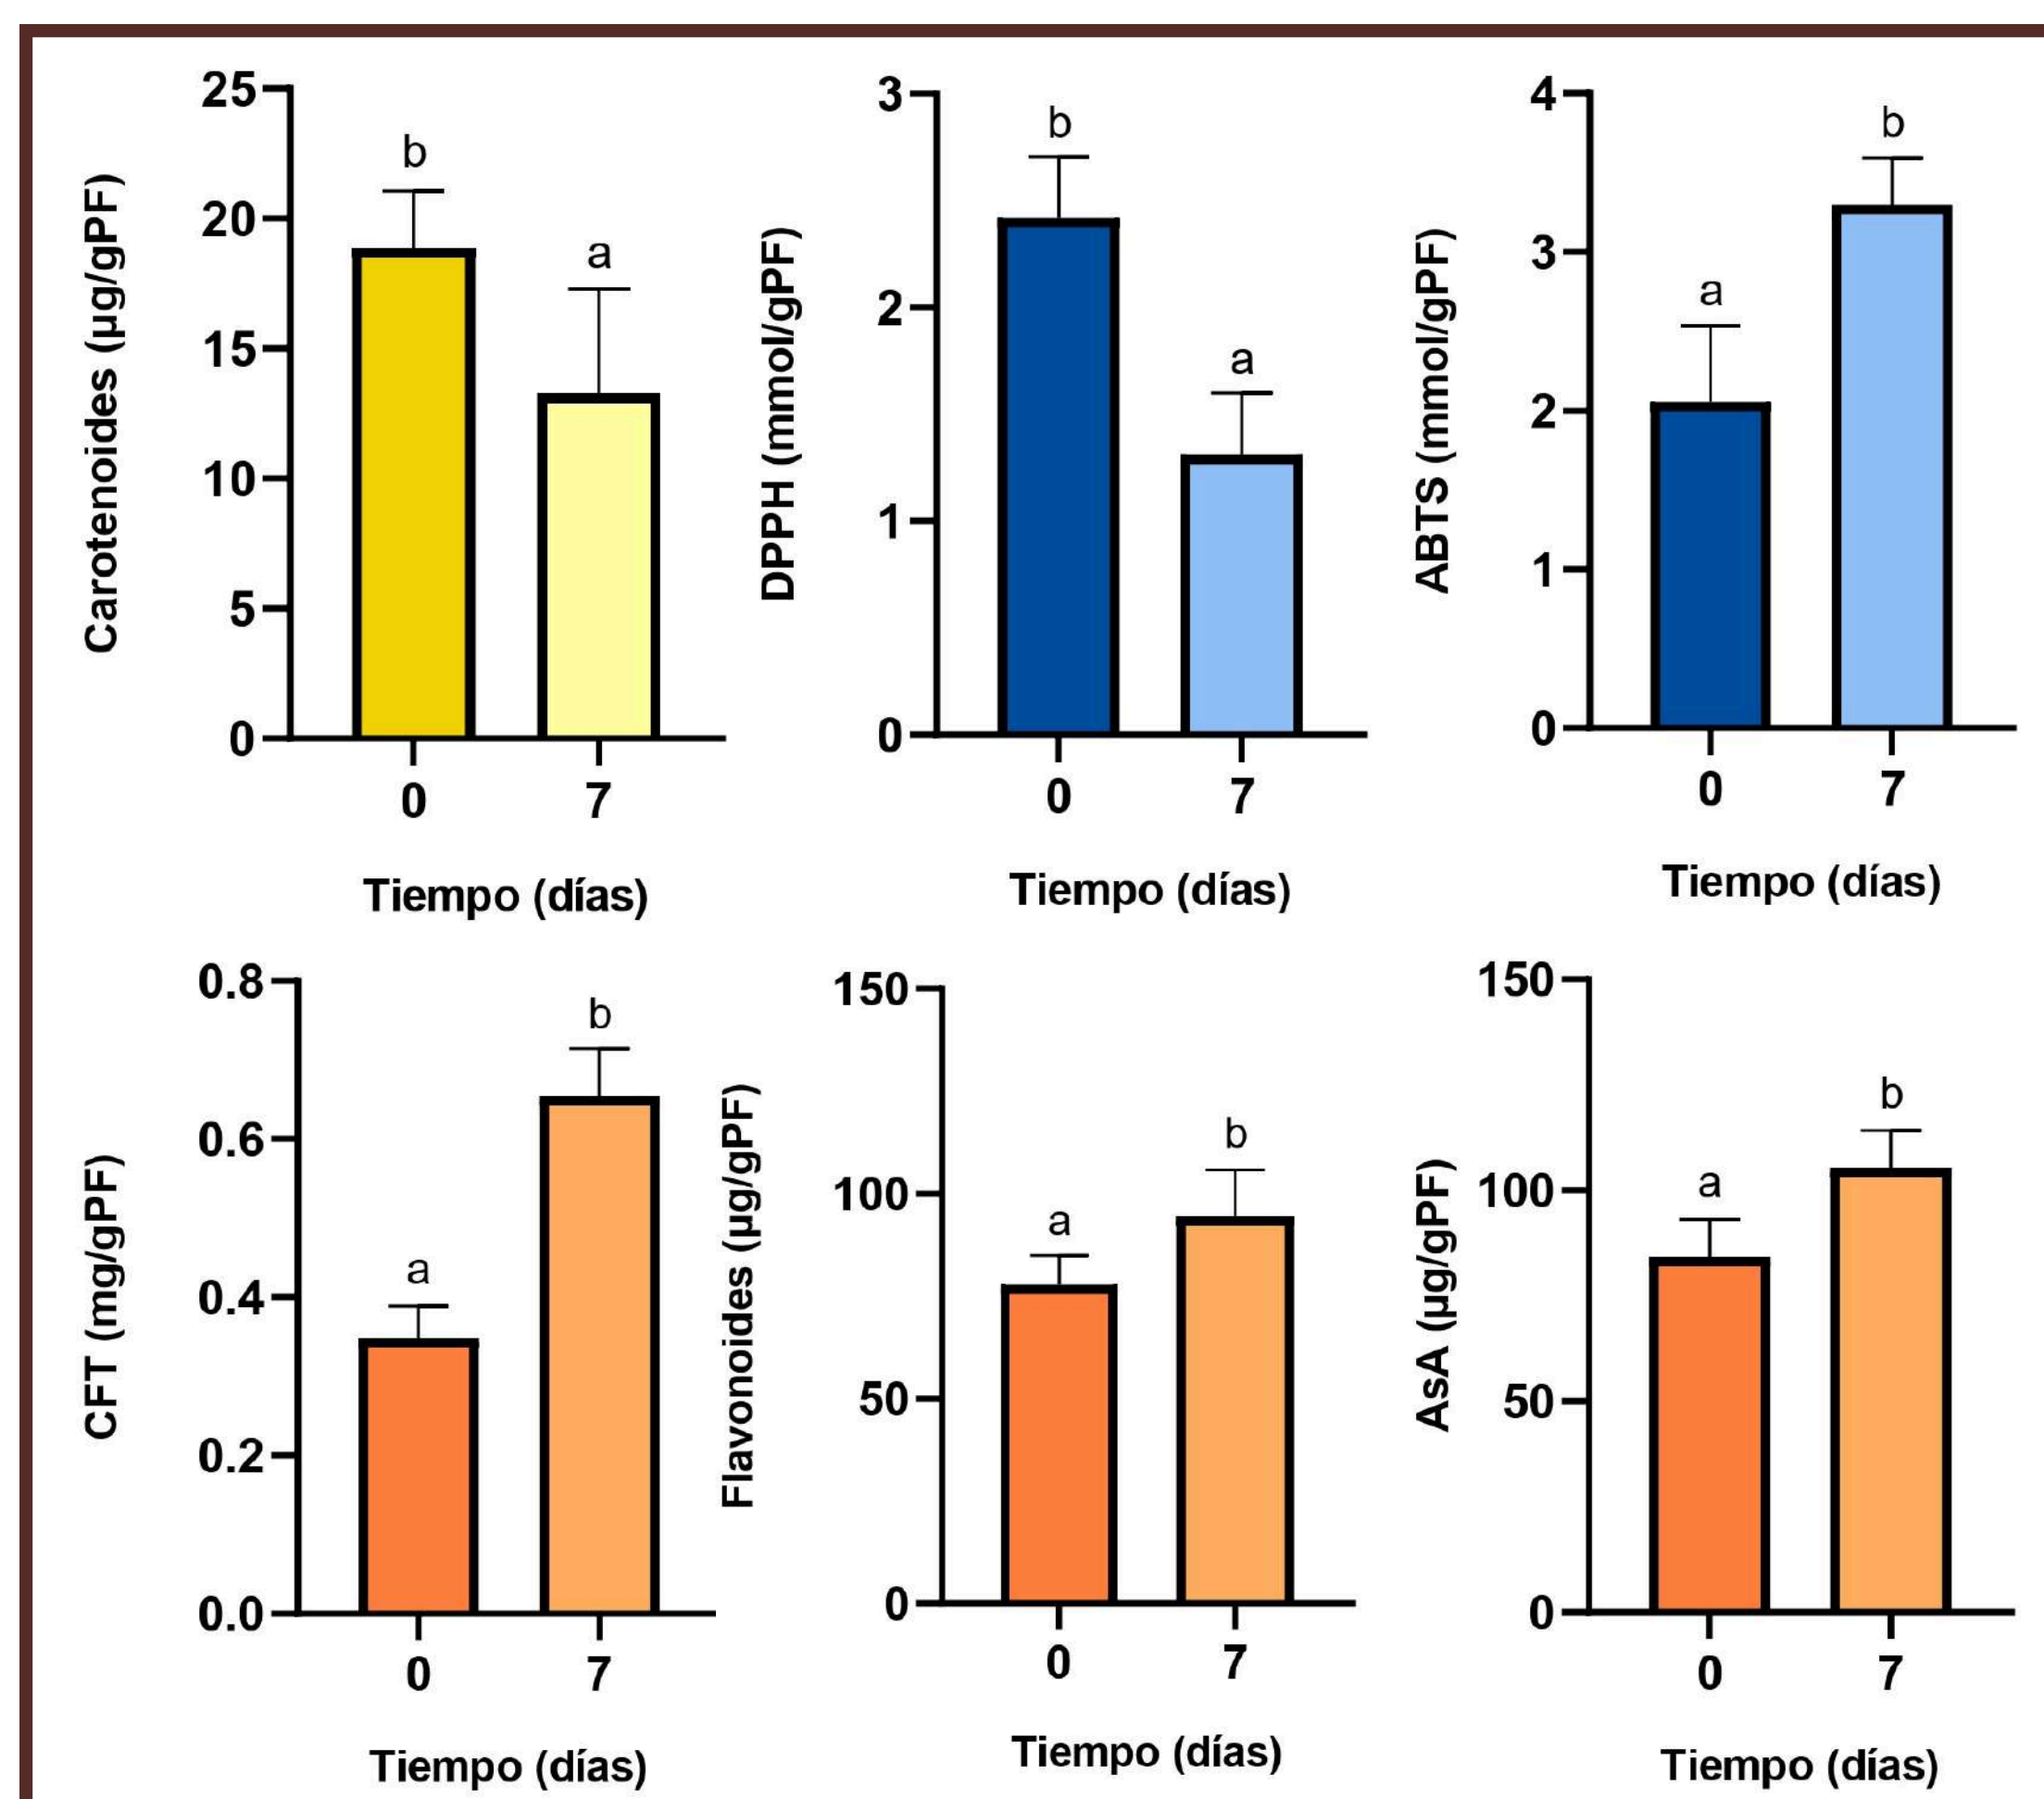 Carotenoides (µg/gPF)
25
20
15
10
5
0
b
a
0
7
Tiempo (días)
DPPH (mmol/gPF)
3
2
1
0
b
a
0
7
Tiempo (días)
ABTS (mmol/gPF)
4
3
2
1
0
a
b
0
7
Tiempo (días)
CFT (mg/gPF)
0.8
0.6
0.4
0.2
0.0
a
b
0
7
Tiempo (días)
Flavonoides (µg/gPF)
150
100
50
0
a
b
0
7
Tiempo (días)
AsA (µg/gPF)
150
100
50
0
a
b
0
7
Tiempo (días)